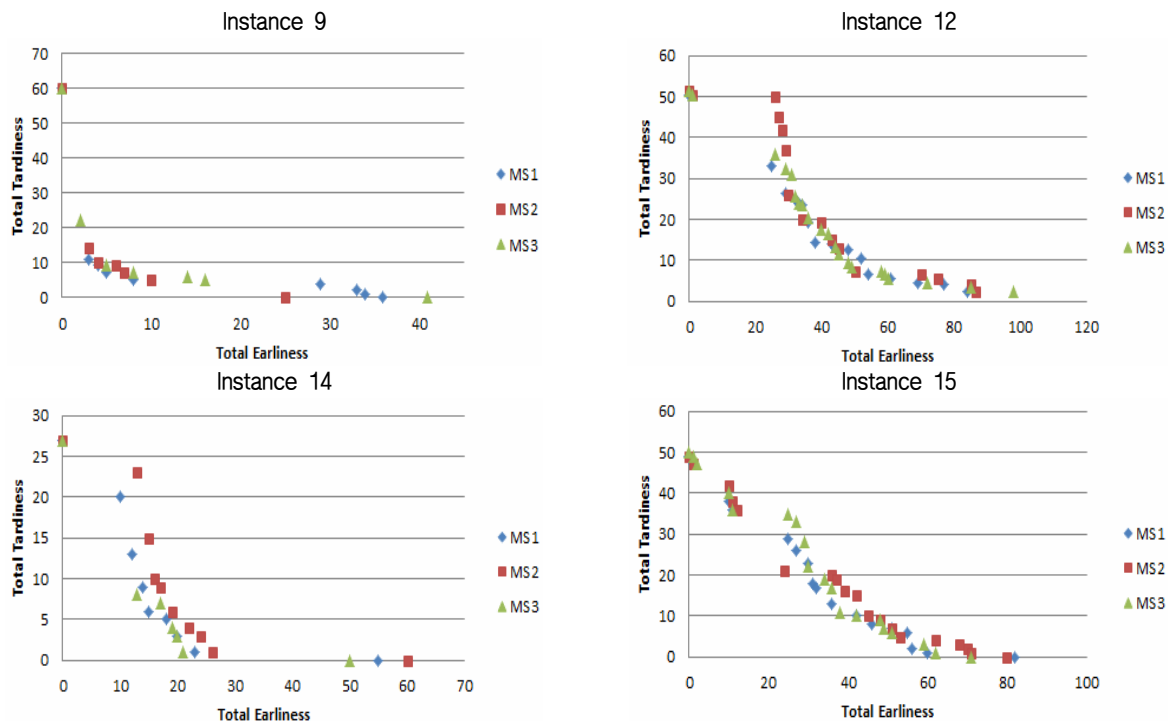 Instance 9
70
60
50
40
30
20
10
0
0 10 20 30 40
Total Tardiness
Total Earliness
MS1
MS2
MS3
Instance 12
60
50
40
30
20
10
0
0 20 40 60 80 100 120
Total Tardiness
Total Earliness
MS1
MS2
MS3
Instance 14
30
25
20
15
10
5
0
0 10 20 30 40 50 60 70
Total Tardiness
Total Earliness
MS1
MS2
MS3
Instance 15
60
50
40
30
20
10
0
0 20 40 60 80 100
Total Tardiness
Total Earliness
MS1
MS2
MS3